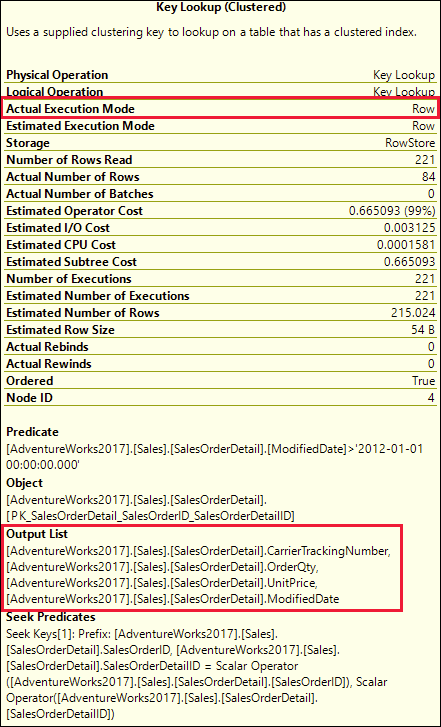 Key Lookup (Clustered)
Uses a supplied clustering key to lookup on a table that has a clustered index.
Physical Operation Key Lookup
Logical Operation Key Lookup
Actual Execution Mode Row
Estimated Execution Mode Row
Storage RowStore
Number of Rows Read 221
Actual Number of Rows 84
Actual Number of Batches 0
Estimated Operator Cost 0.665093 (99%)
Estimated I/O Cost 0.003125
Estimated CPU Cost 0.0001581
Estimated Subtree Cost 0.665093
Number of Executions 221
Estimated Number of Executions 221
Estimated Number of Rows 215.024
Estimated Row Size 54 B
Actual Rebinds 0
Actual Rewinds 0
Ordered True
Node ID 4
Predicate
[AdventureWorks2017].[Sales].[SalesOrderDetail].[ModifiedDate]>'2012-01-01
00:00:00.000'
Object
[AdventureWorks2017].[Sales].[SalesOrderDetail].
[PK_SalesOrderDetail_SalesOrderID_SalesOrderDetailID]
Output List
[AdventureWorks2017].[Sales].[SalesOrderDetail].CarrierTrackingNumber,
[AdventureWorks2017].[Sales].[SalesOrderDetail].OrderQty,
[AdventureWorks2017].[Sales].[SalesOrderDetail].UnitPrice,
[AdventureWorks2017].[Sales].[SalesOrderDetail].ModifiedDate
Seek Predicates
Seek Keys[1]: Prefix: [AdventureWorks2017].[Sales].
[SalesOrderDetail].SalesOrderID, [AdventureWorks2017].[Sales].
[SalesOrderDetail].SalesOrderDetailID = Scalar Operator
([AdventureWorks2017].[Sales].[SalesOrderDetail].[SalesOrderID]), Scalar
Operator([AdventureWorks2017].[Sales].[SalesOrderDetail].
[SalesOrderDetailID])